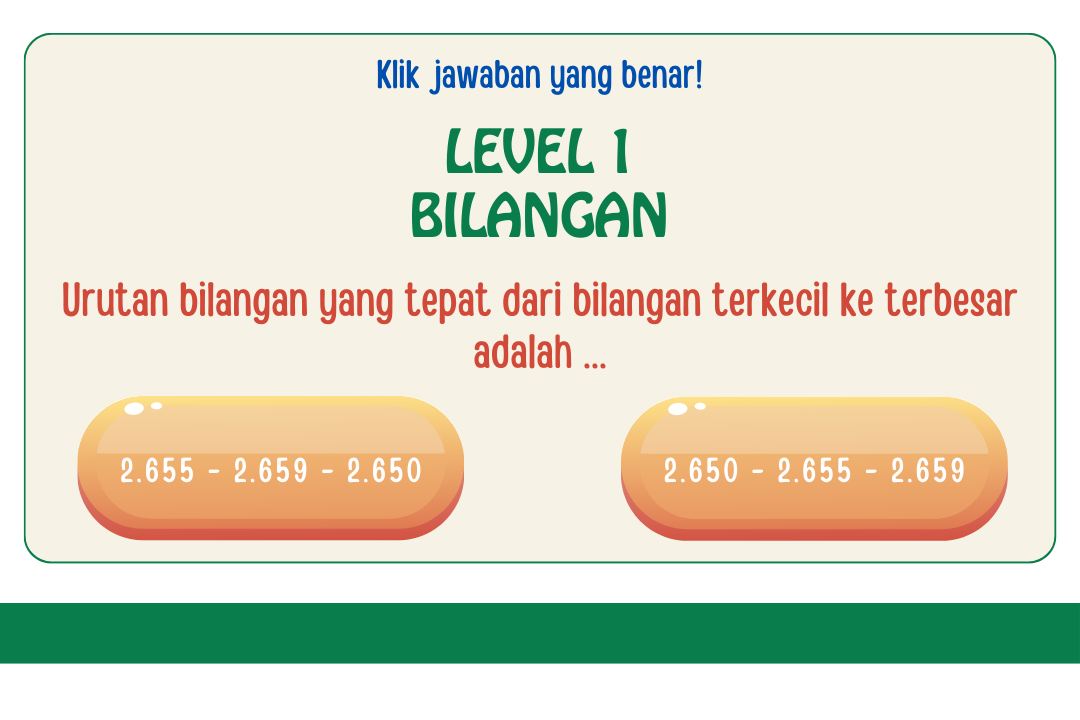 Klik jawaban yang benar!
LEVEL 1
BILANGAN
Urutan bilangan yang tepat dari bilangan terkecil ke terbesar
adalah ...
2.655 - 2.659 - 2.650
2.650 - 2.655 - 2.659